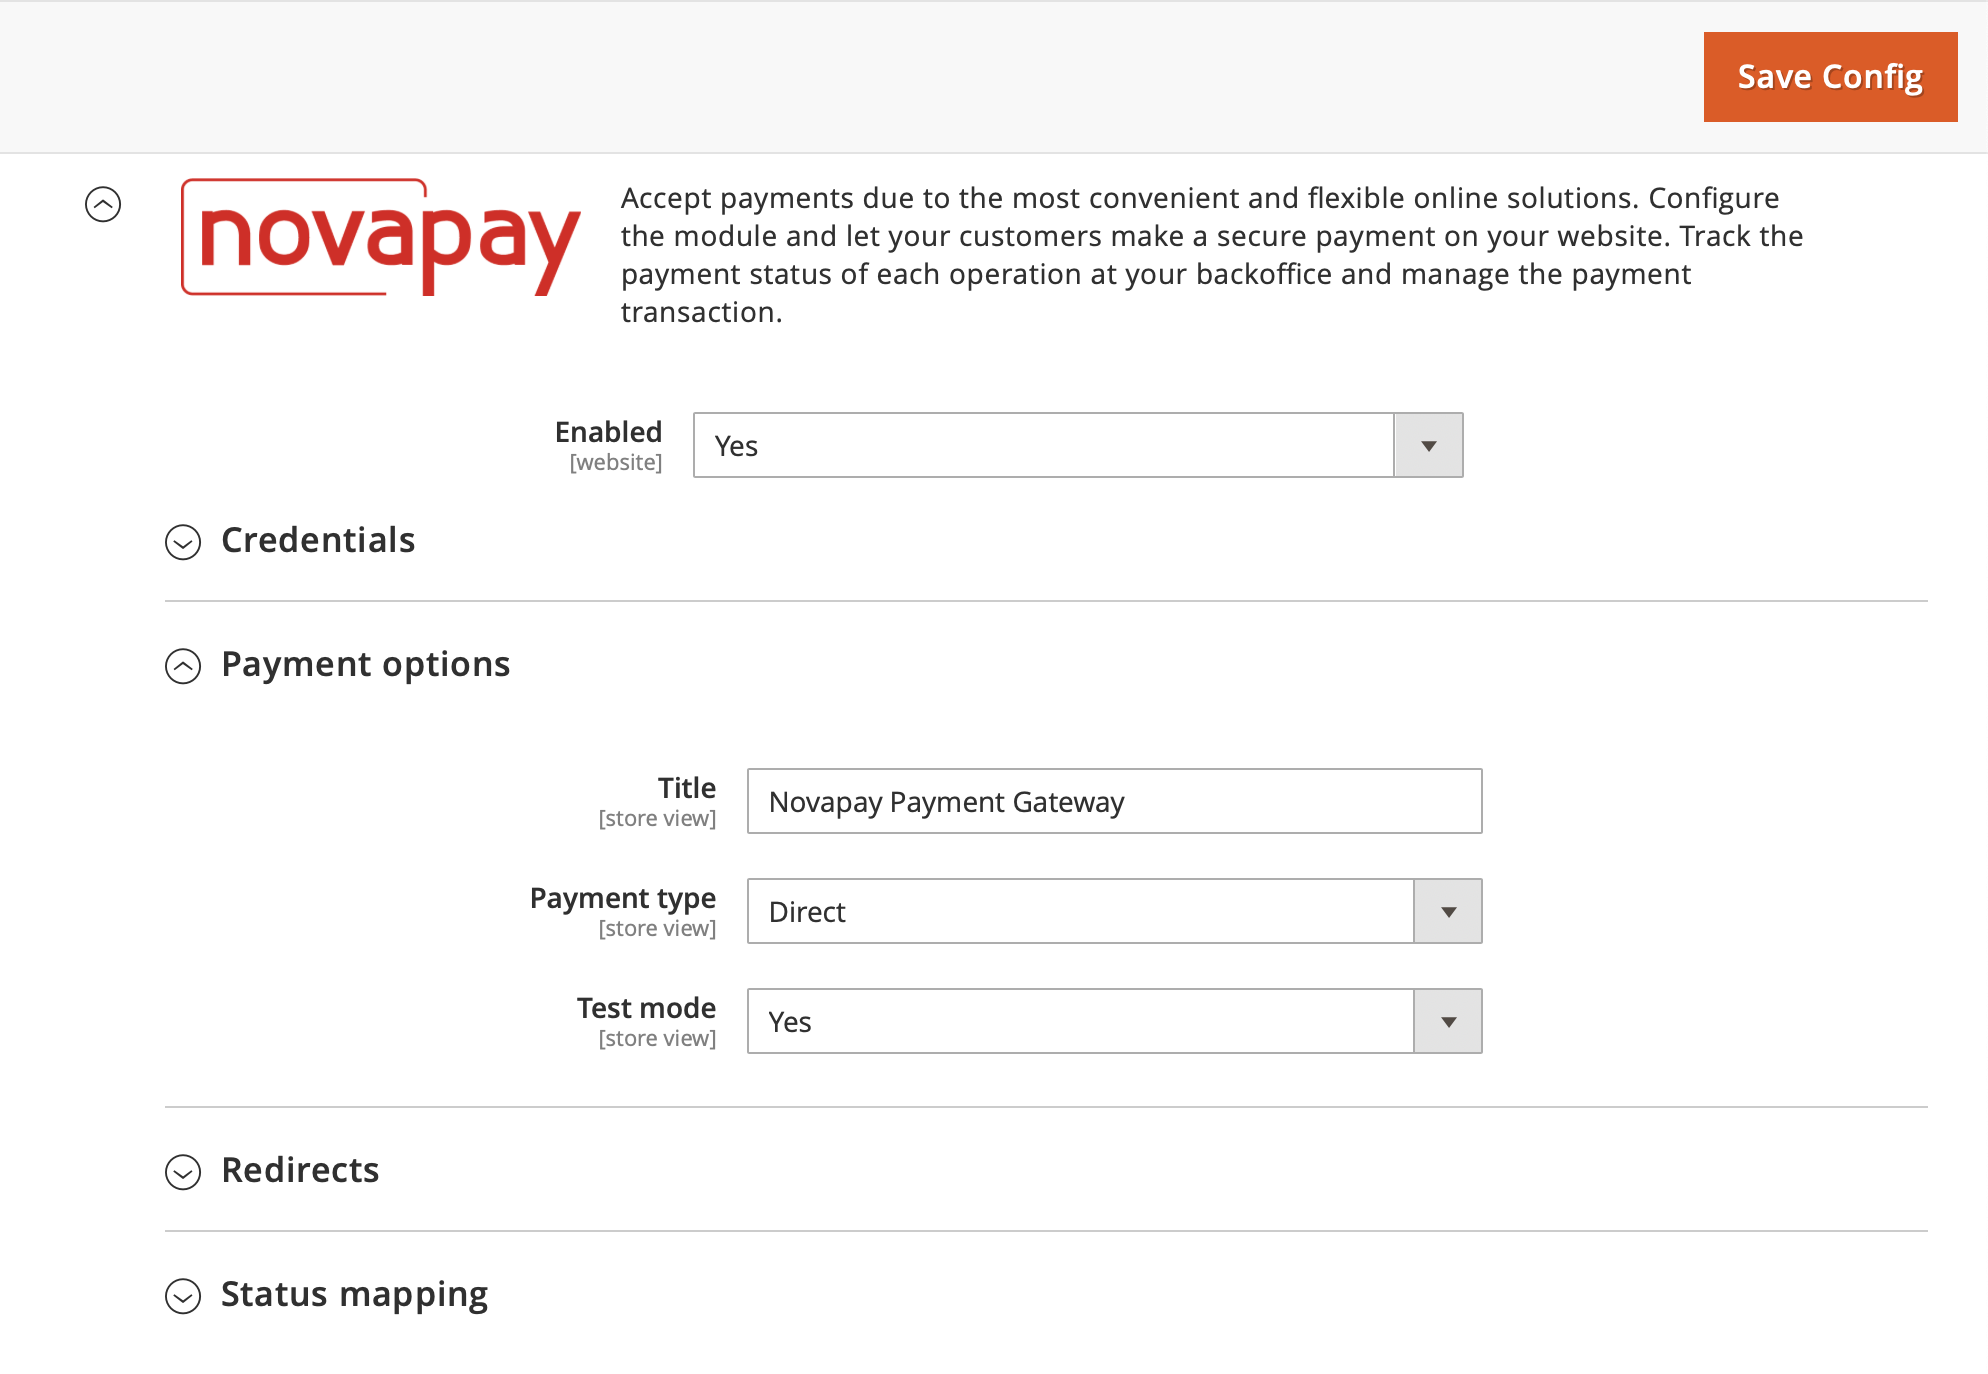 Save Config
novapay
Accept payments due to the most convenient and flexible online solutions. Configure
the module and let your customers make a secure payment on your website. Track the
payment status of each operation at your backoffice and manage the payment
transaction.
Enabled
[website]
Yes
Credentials
Payment options
Title
[store view]
Novapay Payment Gateway
Payment type
[store view]
Direct
Test mode
[store view]
Yes
Redirects
Status mapping